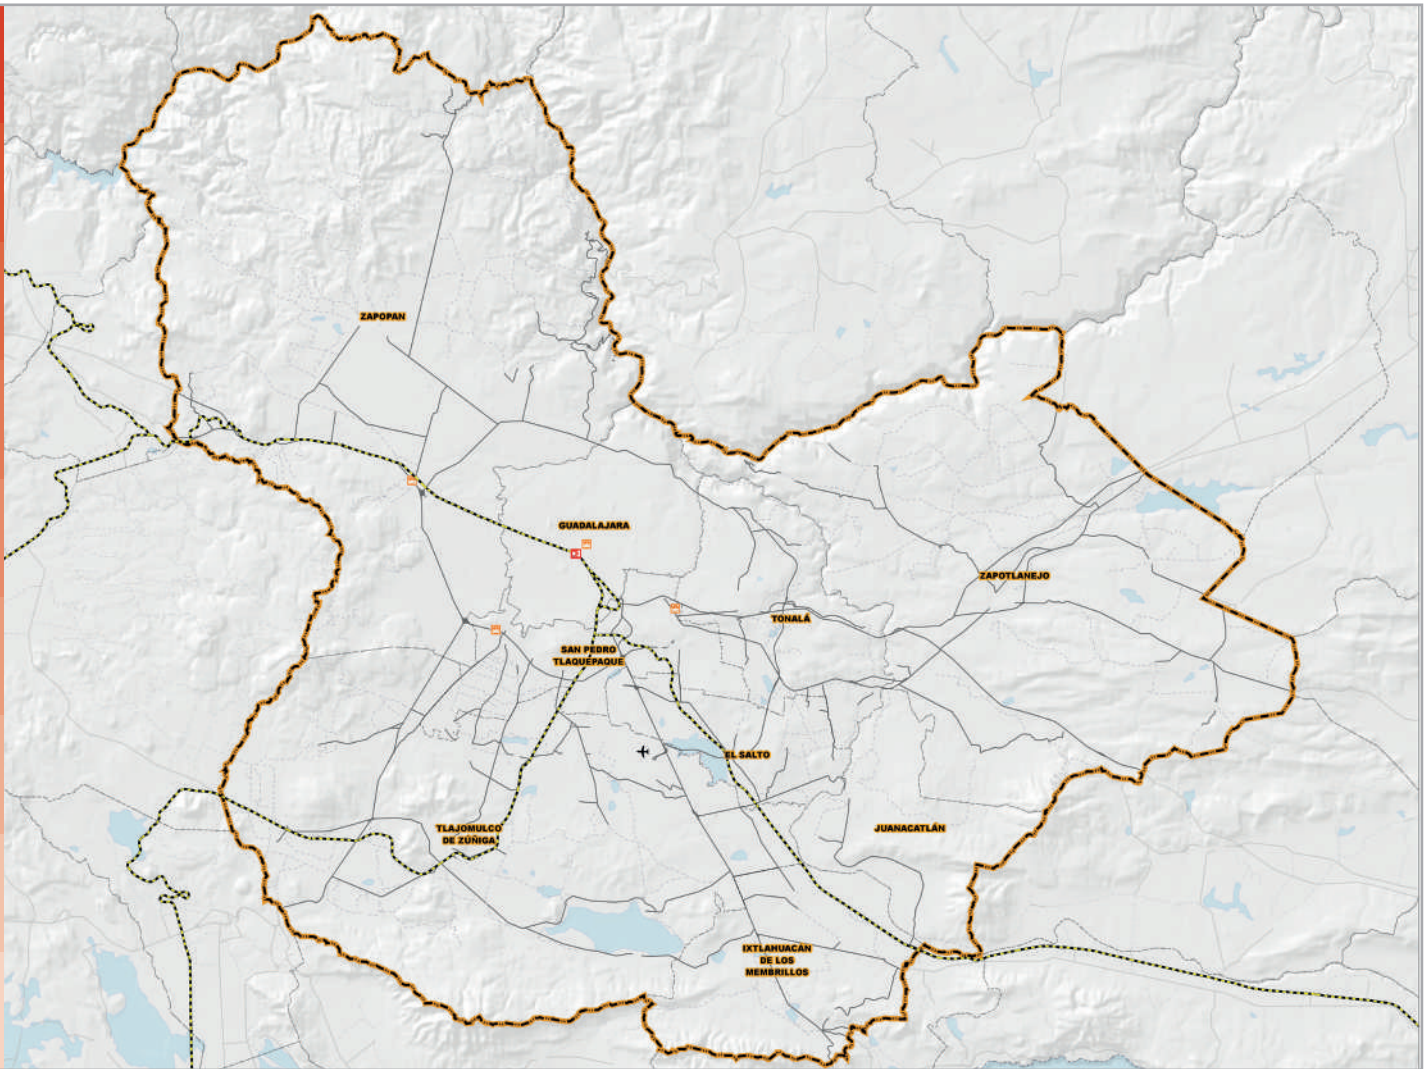 ZAPOPAN
GUADALAJARA
ZAPOTLANEJO
TONALÁ
SAN PEDRO
TLAQUEPAQUE
EL SALTO
TLAJOMULCO
DE ZÚÑIGA
JUANACATLÁN
IXTLAHUACÁN
DE LOS
MEMBRILLOS